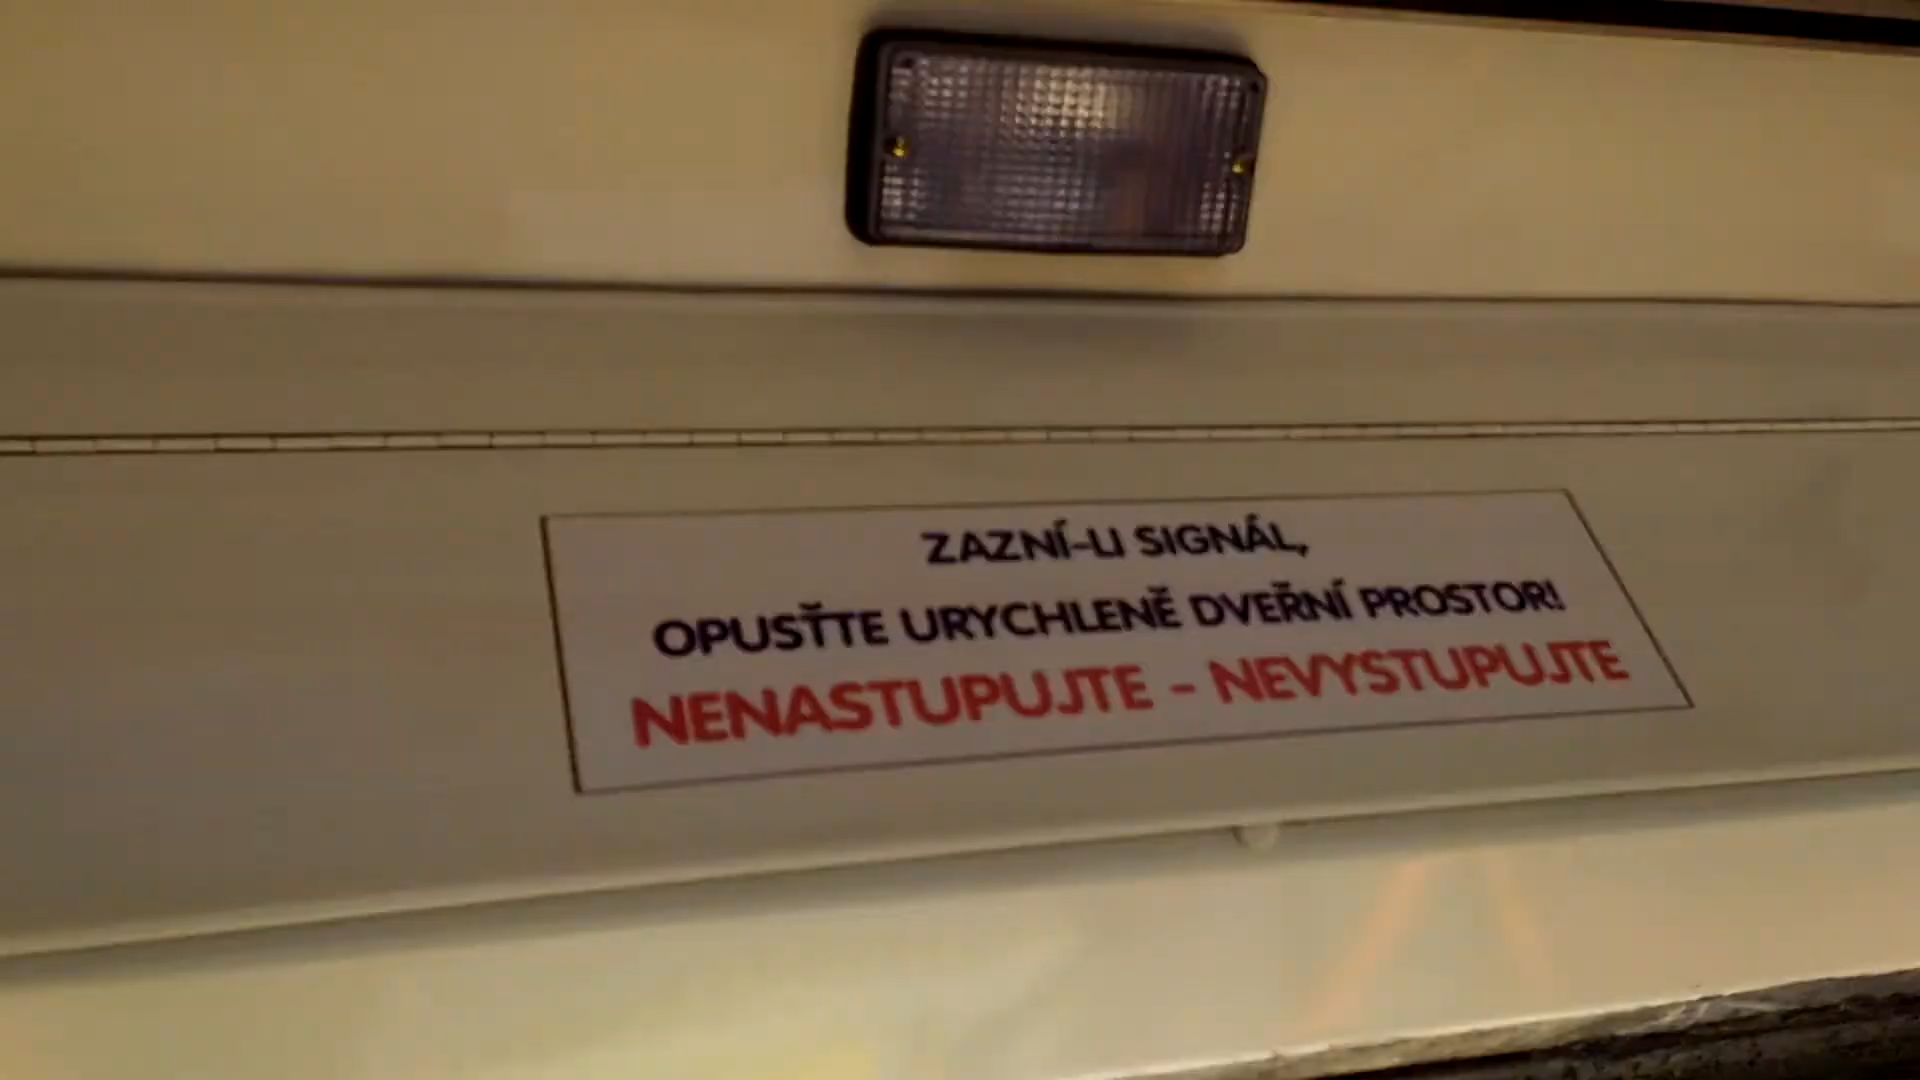 ZAZNÍ-LI SIGNÁL,
OPUSŤTE URYCHLENĚ DVEŘNÍ PROSTOR!
NENASTUPUJTE - NEVYSTUPUJTE